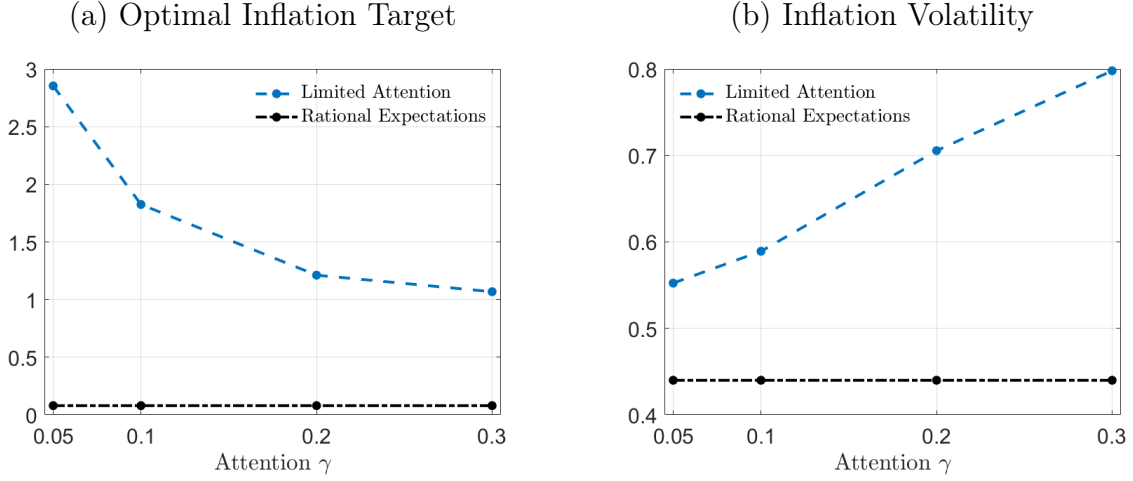 (a) Optimal Inflation Target
3
2.5
2
1.5
1
0.5
0
Limited Attention
Rational Expectations
0.05
0.1
0.2
0.3
Attention γ
(b) Inflation Volatility
0.8
0.7
0.6
0.5
0.4
Limited Attention
Rational Expectations
0.05
0.1
0.2
0.3
Attention γ